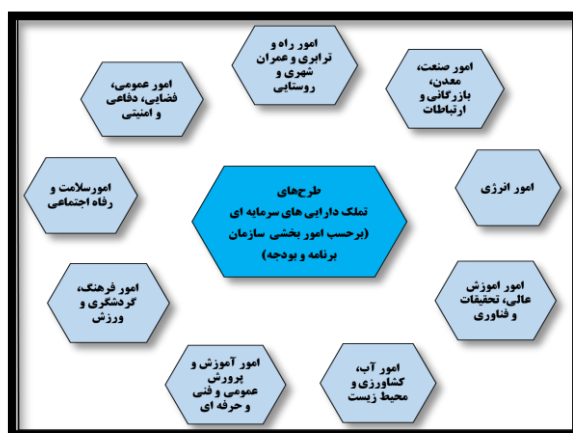 امور راه و
ترابری و عمران
شهری و
روستایی
امور صنعت،
معدن،
بازرگانی و
ارتباطات
امور عمومی،
قضایی، دفاعی
و امنیتی
امور انرژی
امورسلامت و
رفاه اجتماعی
طرح‌های
تملک دارایی های سرمایه ای
(برحسب امور بخشی سازمان
برنامه و بودجه)
امور اموزش
عالی، تحقیقات
و فناوری
امور فرهنگ،
گردشگری و
ورزش
امور آب،
کشاورزی و
محیط زیست
امور آموزش و
پرورش
عمومی و فنی
و حرفه ای